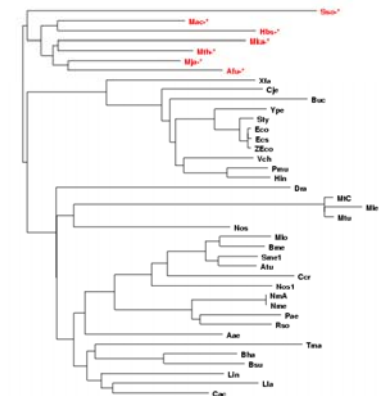 Sso-*
Mac-*
Hbs-*
Mka-*
Mth-*
Mja-*
Afu-*
Xfa
Cje
Buc
Ype
Sty
Eco
Ecs
ZEco
Vch
Pmu
Hin
Dra
MtC
Mle
Mtu
Nos
Mlo
Bme
Sme1
Atu
Ccr
Nos1
NmA
Nme
Pae
Rso
Aae
Tma
Bha
Bsu
Lin
Lla
Cac